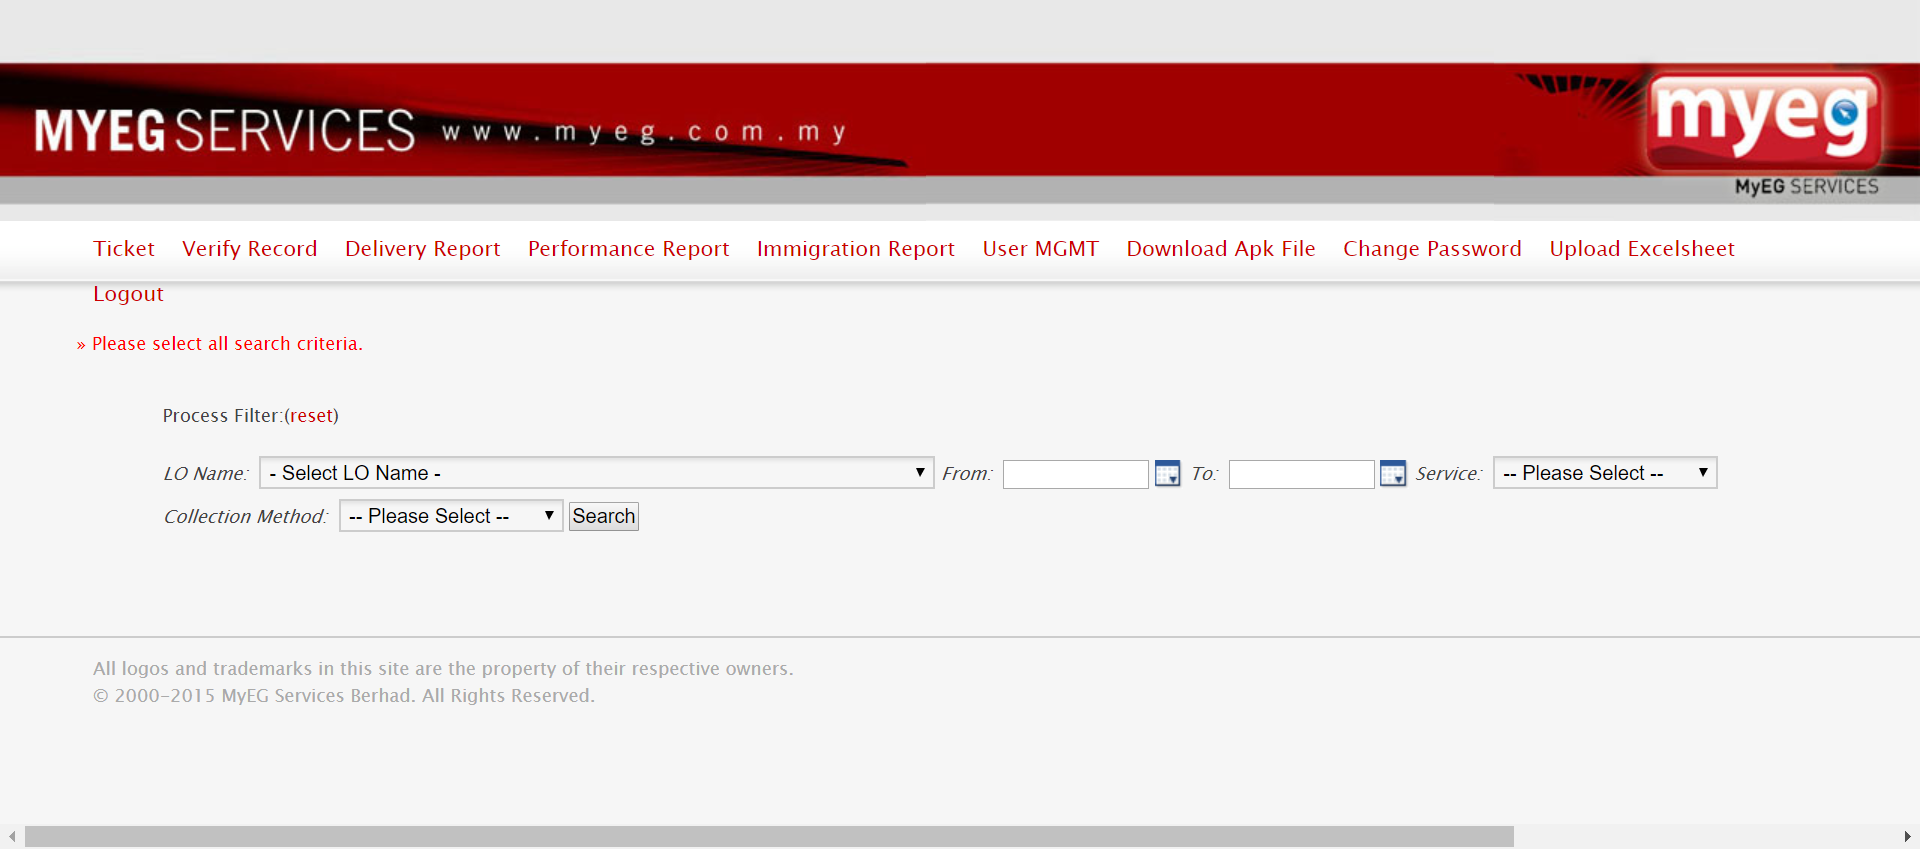 MYEG SERVICES www.myeg.com.my
myeg
MyEG SERVICES
Ticket Verify Record Delivery Report Performance Report Immigration Report User MGMT Download Apk File Change Password Upload Excelsheet
Logout
» Please select all search criteria.
Process Filter:(reset)
LO Name: - Select LO Name - From: To: Service: -- Please Select --
Collection Method: -- Please Select -- Search
All logos and trademarks in this site are the property of their respective owners.
© 2000-2015 MyEG Services Berhad. All Rights Reserved.